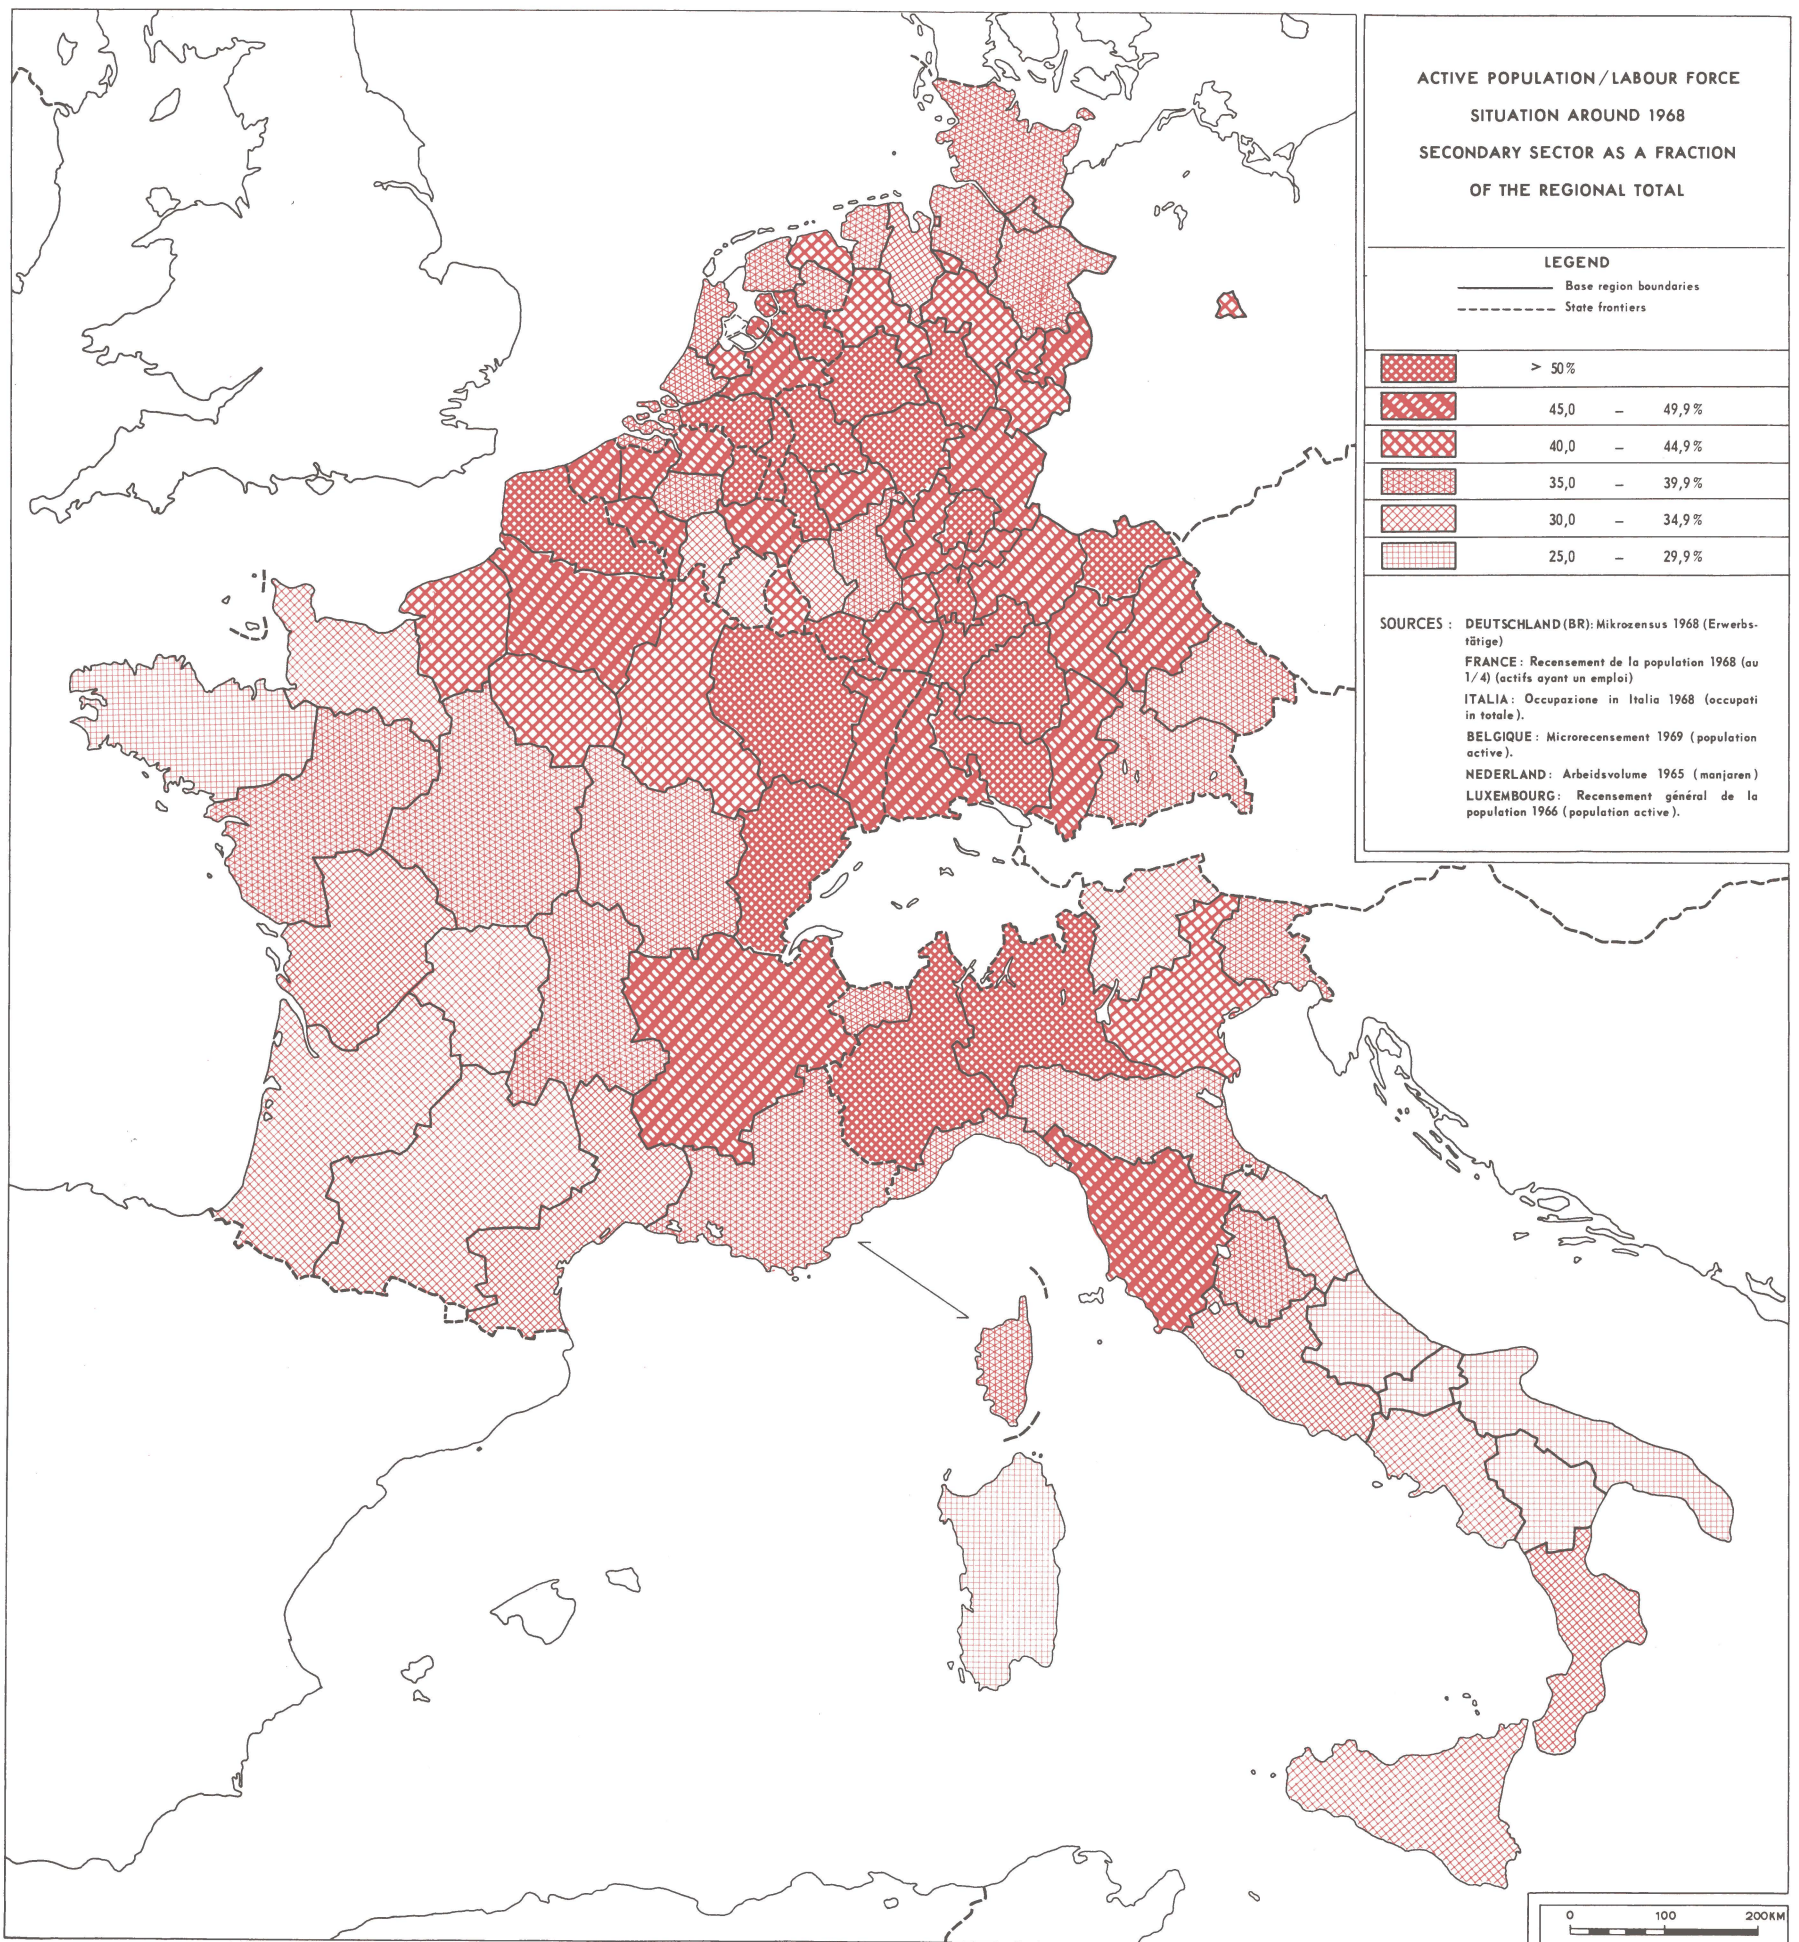 ACTIVE POPULATION/LABOUR FORCE
SITUATION AROUND 1968
SECONDARY SECTOR AS A FRACTION
OF THE REGIONAL TOTAL
LEGEND
Base region boundaries
State frontiers
> 50%
45,0 – 49,9%
40,0 – 44,9%
35,0 – 39,9%
30,0 – 34,9%
25,0 – 29,9%
SOURCES : DEUTSCHLAND (BR): Mikrozensus 1968 (Erwerbs-
tätige)
FRANCE : Recensement de la population 1968 (au
1/4) (actifs ayant un emploi)
ITALIA : Occupazione in Italia 1968 (occupati
in totale).
BELGIQUE : Microrecensement 1969 (population
active).
NEDERLAND : Arbeidsvolume 1965 (manjaren)
LUXEMBOURG : Recensement général de la
population 1966 (population active).
0 100 200KM